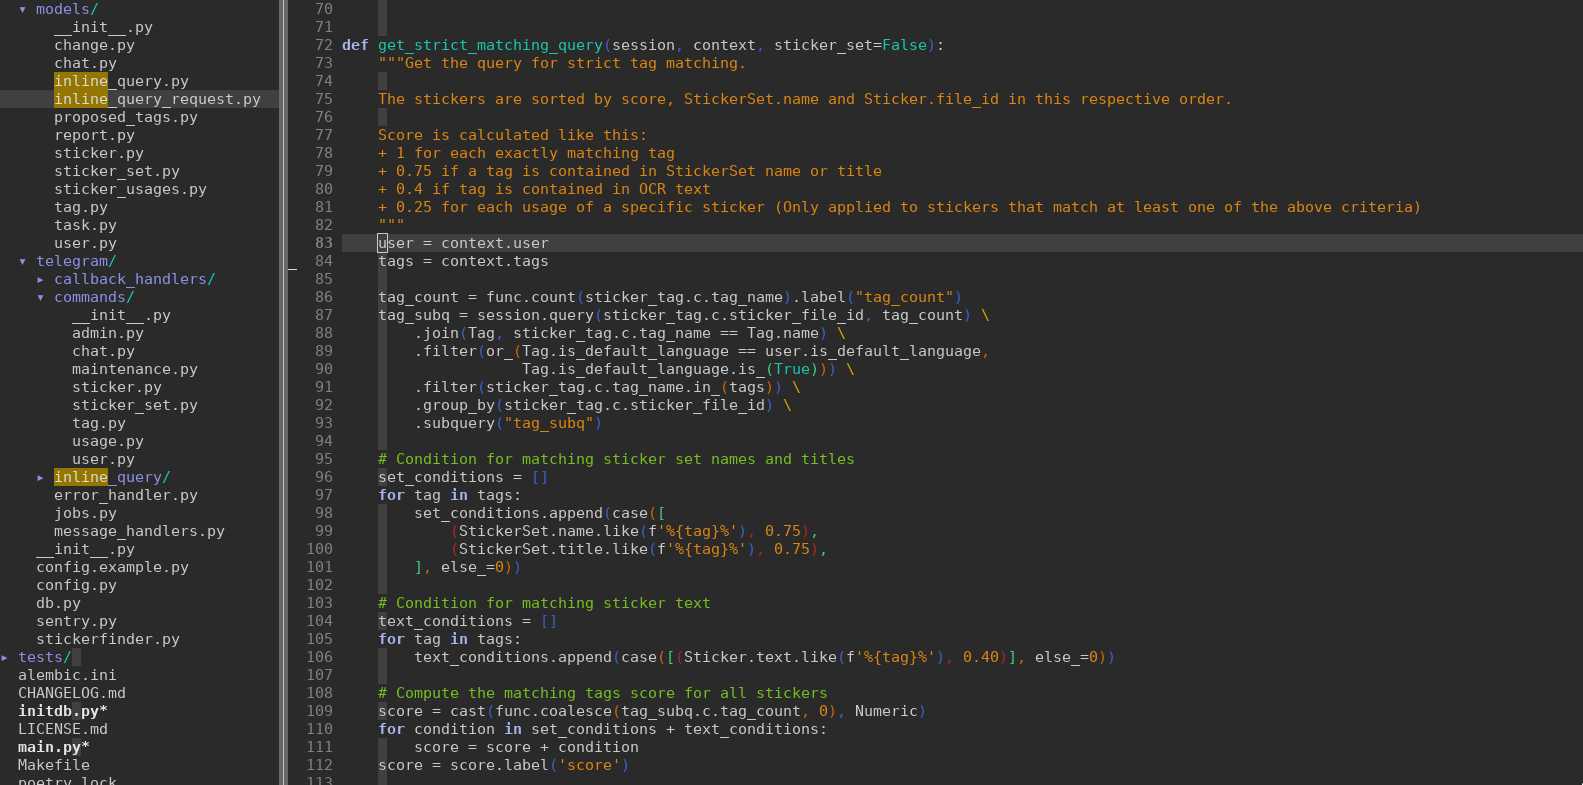 ▾ models/
__init__.py
change.py
chat.py
inline_query.py
inline_query_request.py
proposed_tags.py
report.py
sticker.py
sticker_set.py
sticker_usages.py
tag.py
task.py
user.py
▾ telegram/
▸ callback_handlers/
▾ commands/
__init__.py
admin.py
chat.py
maintenance.py
sticker.py
sticker_set.py
tag.py
usage.py
user.py
▸ inline_query/
error_handler.py
jobs.py
message_handlers.py
__init__.py
config.example.py
config.py
db.py
sentry.py
stickerfinder.py
▸ tests/
alembic.ini
CHANGELOG.md
initdb.py*
LICENSE.md
main.py*
Makefile
poetry.lock
70
71
72 def get_strict_matching_query(session, context, sticker_set=False):
73     """Get the query for strict tag matching.
74
75     The stickers are sorted by score, StickerSet.name and Sticker.file_id in this respective order.
76
77     Score is calculated like this:
78     + 1 for each exactly matching tag
79     + 0.75 if a tag is contained in StickerSet name or title
80     + 0.4 if tag is contained in OCR text
81     + 0.25 for each usage of a specific sticker (Only applied to stickers that match at least one of the above criteria)
82     """
83     user = context.user
84     tags = context.tags
85
86     tag_count = func.count(sticker_tag.c.tag_name).label("tag_count")
87     tag_subq = session.query(sticker_tag.c.sticker_file_id, tag_count) \
88         .join(Tag, sticker_tag.c.tag_name == Tag.name) \
89         .filter(or_(Tag.is_default_language == user.is_default_language,
90                     Tag.is_default_language.is_(True))) \
91         .filter(sticker_tag.c.tag_name.in_(tags)) \
92         .group_by(sticker_tag.c.sticker_file_id) \
93         .subquery("tag_subq")
94
95     # Condition for matching sticker set names and titles
96     set_conditions = []
97     for tag in tags:
98         set_conditions.append(case([
99             (StickerSet.name.like(f'%{tag}%'), 0.75),
100             (StickerSet.title.like(f'%{tag}%'), 0.75),
101         ], else_=0))
102
103     # Condition for matching sticker text
104     text_conditions = []
105     for tag in tags:
106         text_conditions.append(case([(Sticker.text.like(f'%{tag}%'), 0.40)], else_=0))
107
108     # Compute the matching tags score for all stickers
109     score = cast(func.coalesce(tag_subq.c.tag_count, 0), Numeric)
110     for condition in set_conditions + text_conditions:
111         score = score + condition
112     score = score.label('score')
113